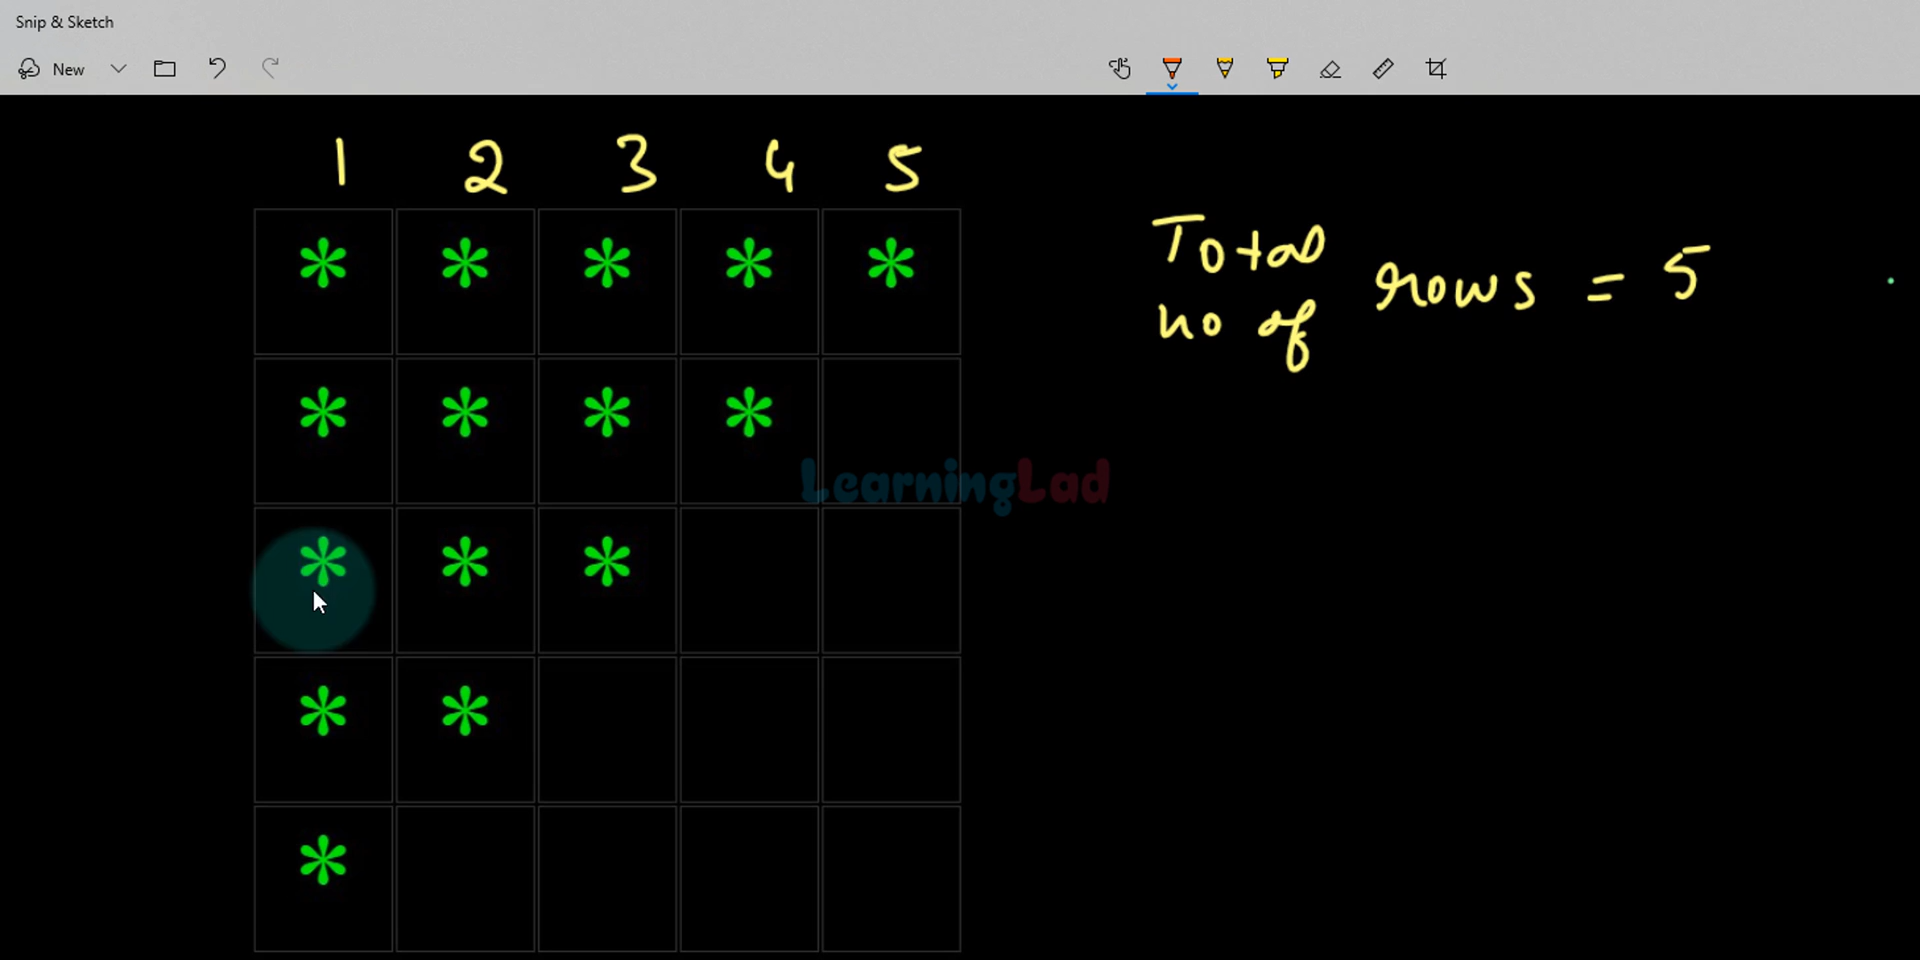 Snip & Sketch
New
1 2 3 4 5
* * * * *
Total
no of rows = 5
* * * *
LearningLad
* * *
* *
*